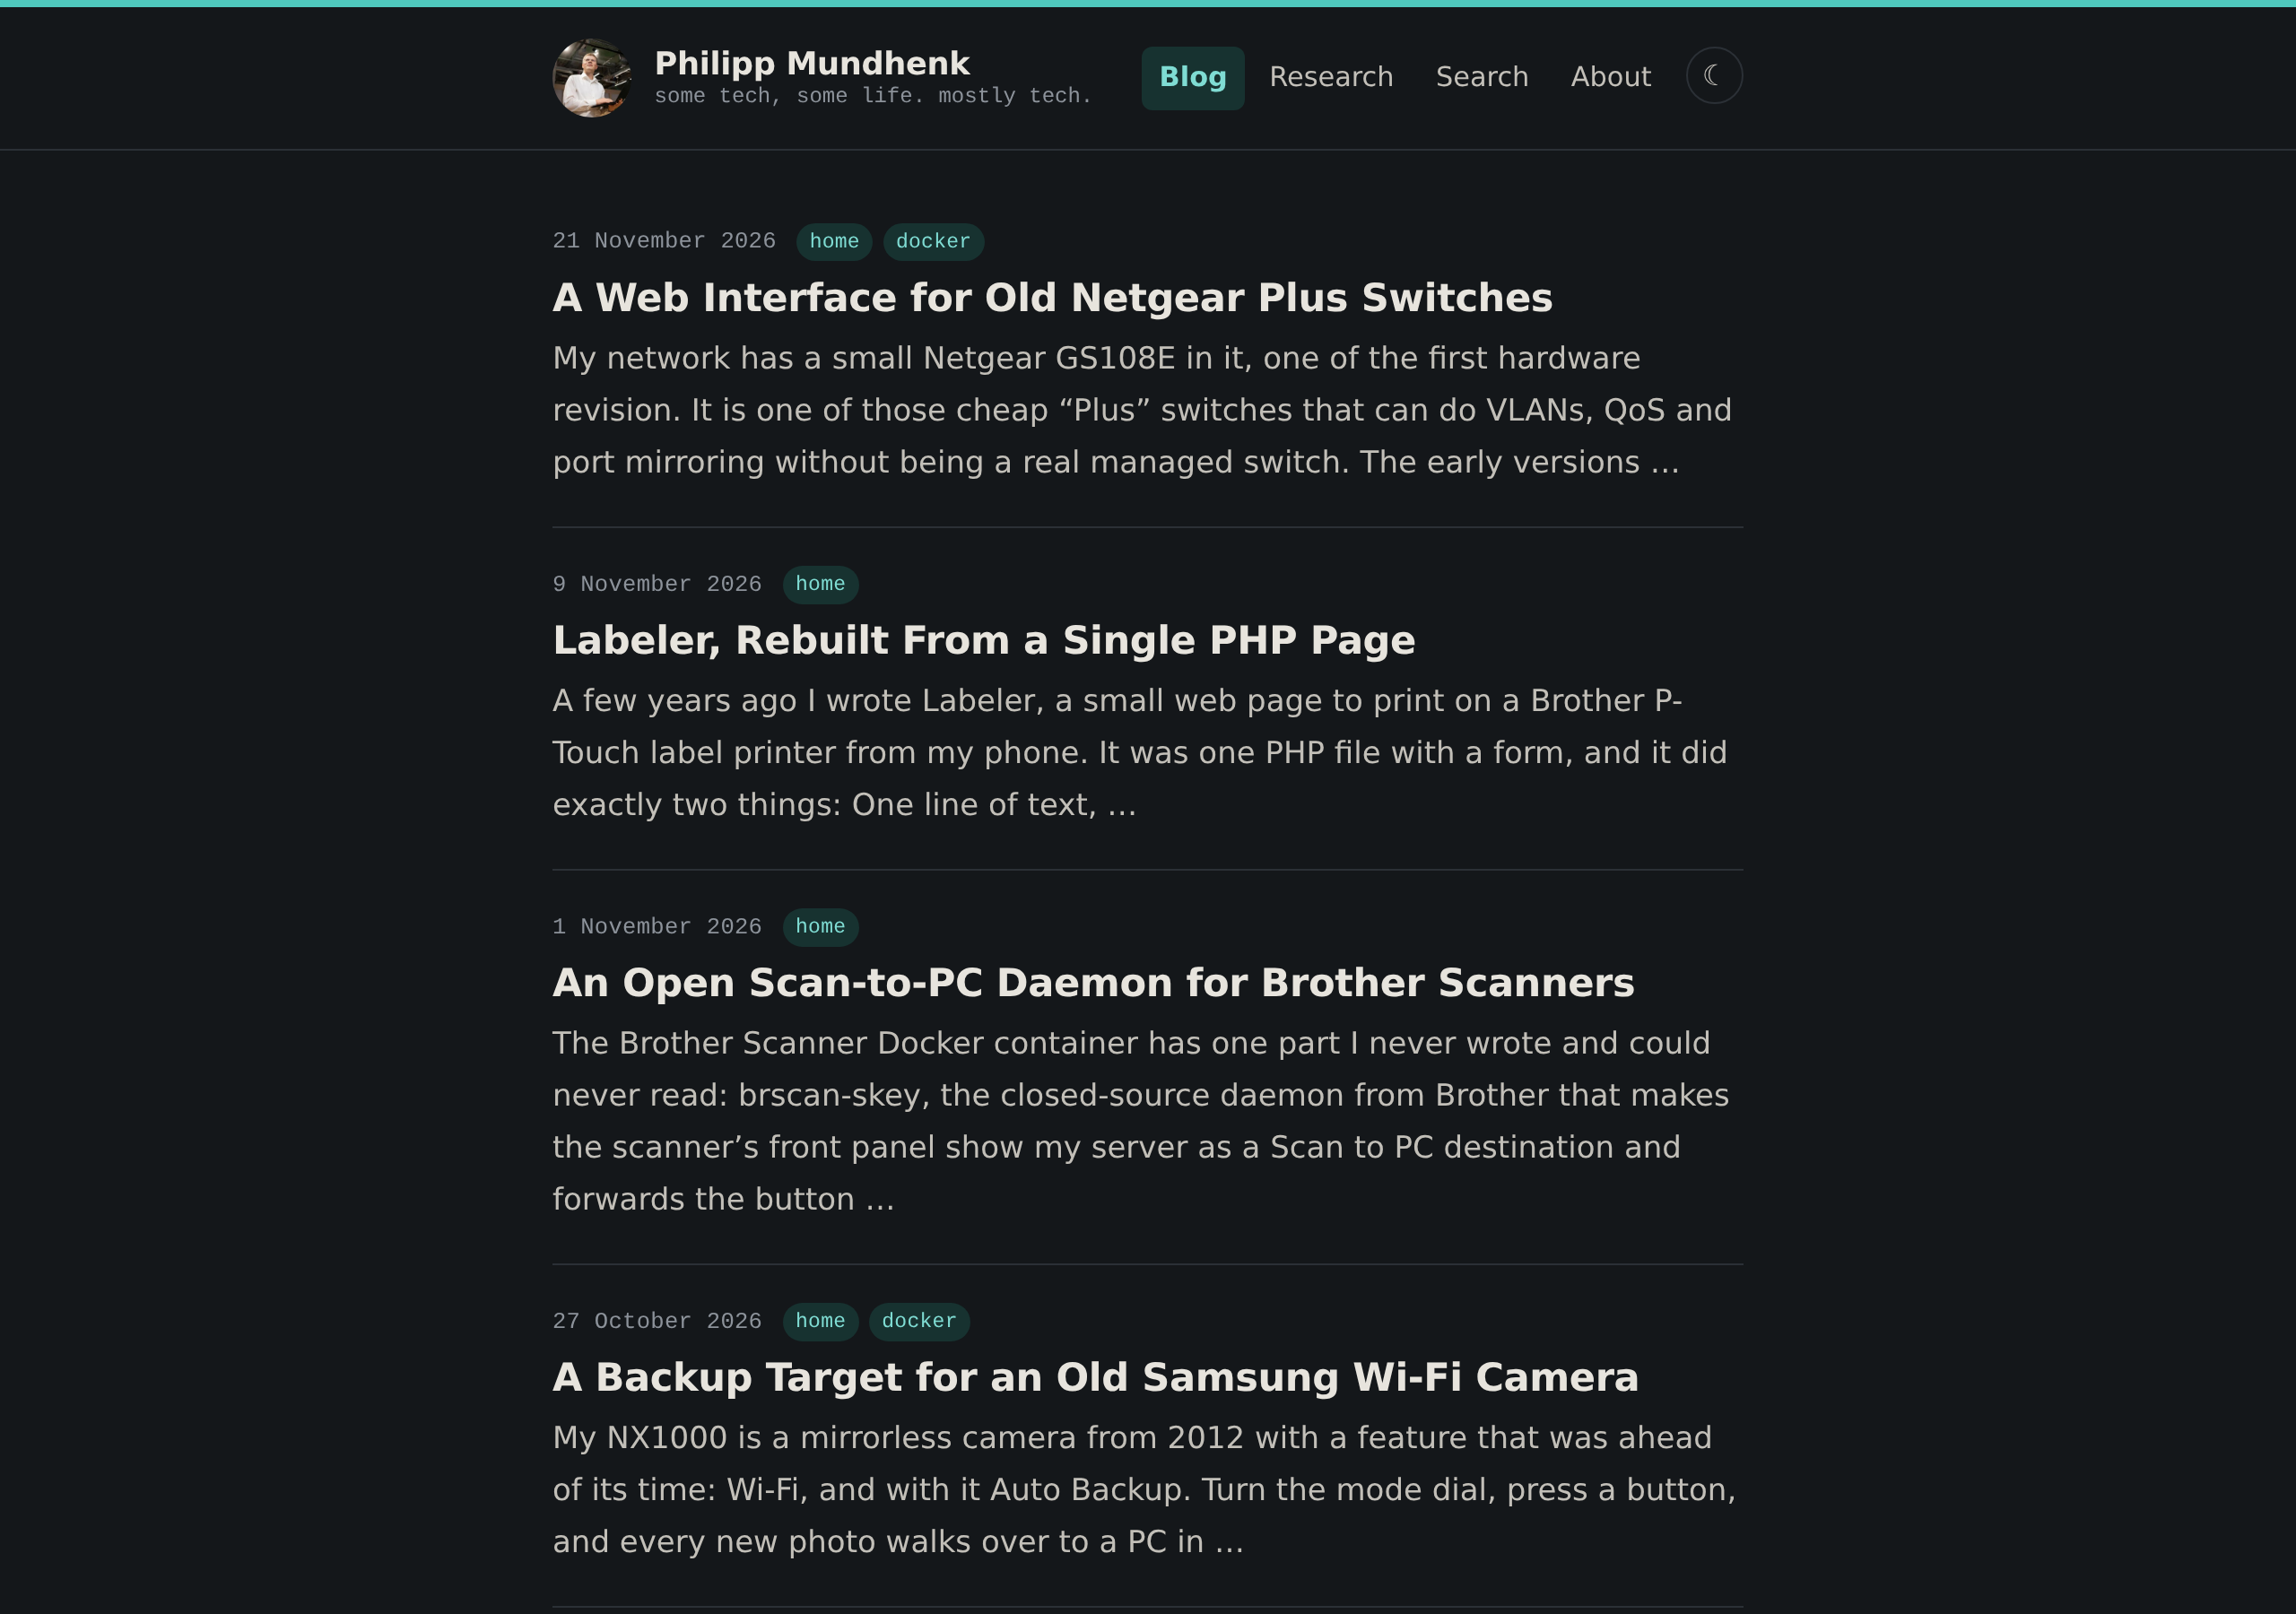 Philipp Mundhenk
some tech, some life. mostly tech.
Blog Research Search About
21 November 2026 home docker
A Web Interface for Old Netgear Plus Switches
My network has a small Netgear GS108E in it, one of the first hardware
revision. It is one of those cheap “Plus” switches that can do VLANs, QoS and
port mirroring without being a real managed switch. The early versions …
9 November 2026 home
Labeler, Rebuilt From a Single PHP Page
A few years ago I wrote Labeler, a small web page to print on a Brother P-
Touch label printer from my phone. It was one PHP file with a form, and it did
exactly two things: One line of text, …
1 November 2026 home
An Open Scan-to-PC Daemon for Brother Scanners
The Brother Scanner Docker container has one part I never wrote and could
never read: brscan-skey, the closed-source daemon from Brother that makes
the scanner’s front panel show my server as a Scan to PC destination and
forwards the button …
27 October 2026 home docker
A Backup Target for an Old Samsung Wi-Fi Camera
My NX1000 is a mirrorless camera from 2012 with a feature that was ahead
of its time: Wi-Fi, and with it Auto Backup. Turn the mode dial, press a button,
and every new photo walks over to a PC in …